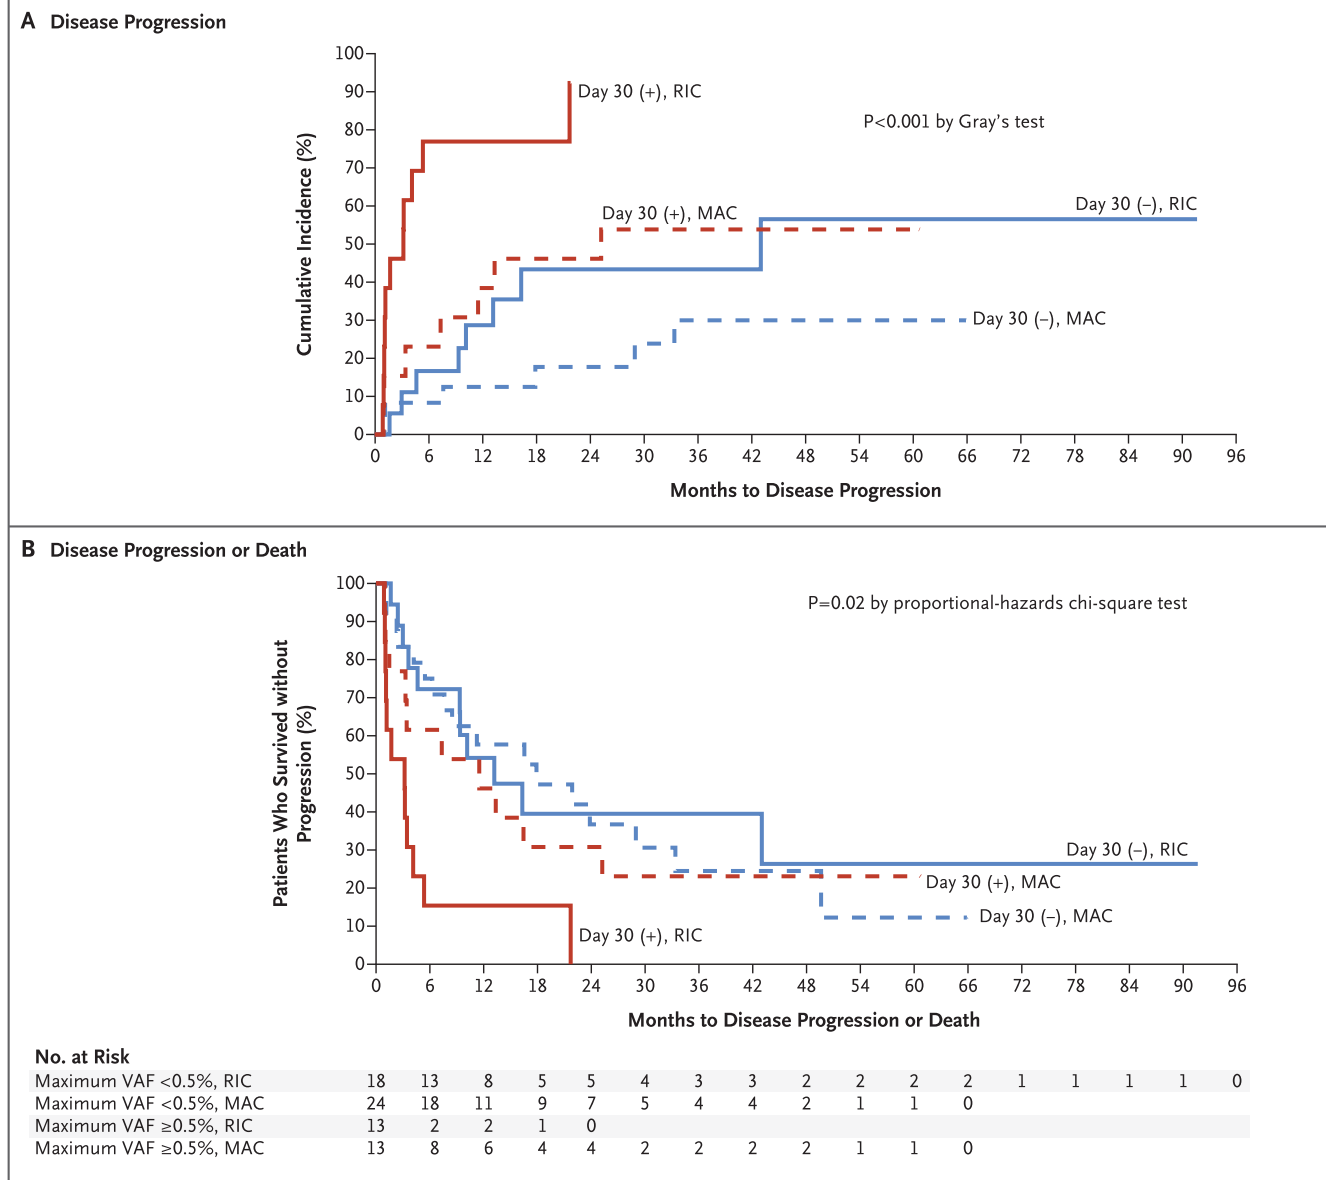 A Disease Progression
100
90
80
70
60
50
40
30
20
10
0
Cumulative Incidence (%)
Day 30 (+), RIC
P<0.001 by Gray's test
Day 30 (+), MAC
Day 30 (–), RIC
Day 30 (–), MAC
0 6 12 18 24 30 36 42 48 54 60 66 72 78 84 90 96
Months to Disease Progression
B Disease Progression or Death
100
90
80
70
60
50
40
30
20
10
0
Patients Who Survived without
Progression (%)
P=0.02 by proportional-hazards chi-square test
Day 30 (–), RIC
Day 30 (+), MAC
Day 30 (–), MAC
Day 30 (+), RIC
0 6 12 18 24 30 36 42 48 54 60 66 72 78 84 90 96
Months to Disease Progression or Death
No. at Risk
Maximum VAF <0.5%, RIC 18 13 8 5 5 4 3 3 2 2 2 2 1 1 1 1 0
Maximum VAF <0.5%, MAC 24 18 11 9 7 5 4 4 2 1 1 0
Maximum VAF ≥0.5%, RIC 13 2 2 1 0
Maximum VAF ≥0.5%, MAC 13 8 6 4 4 2 2 2 2 1 1 0